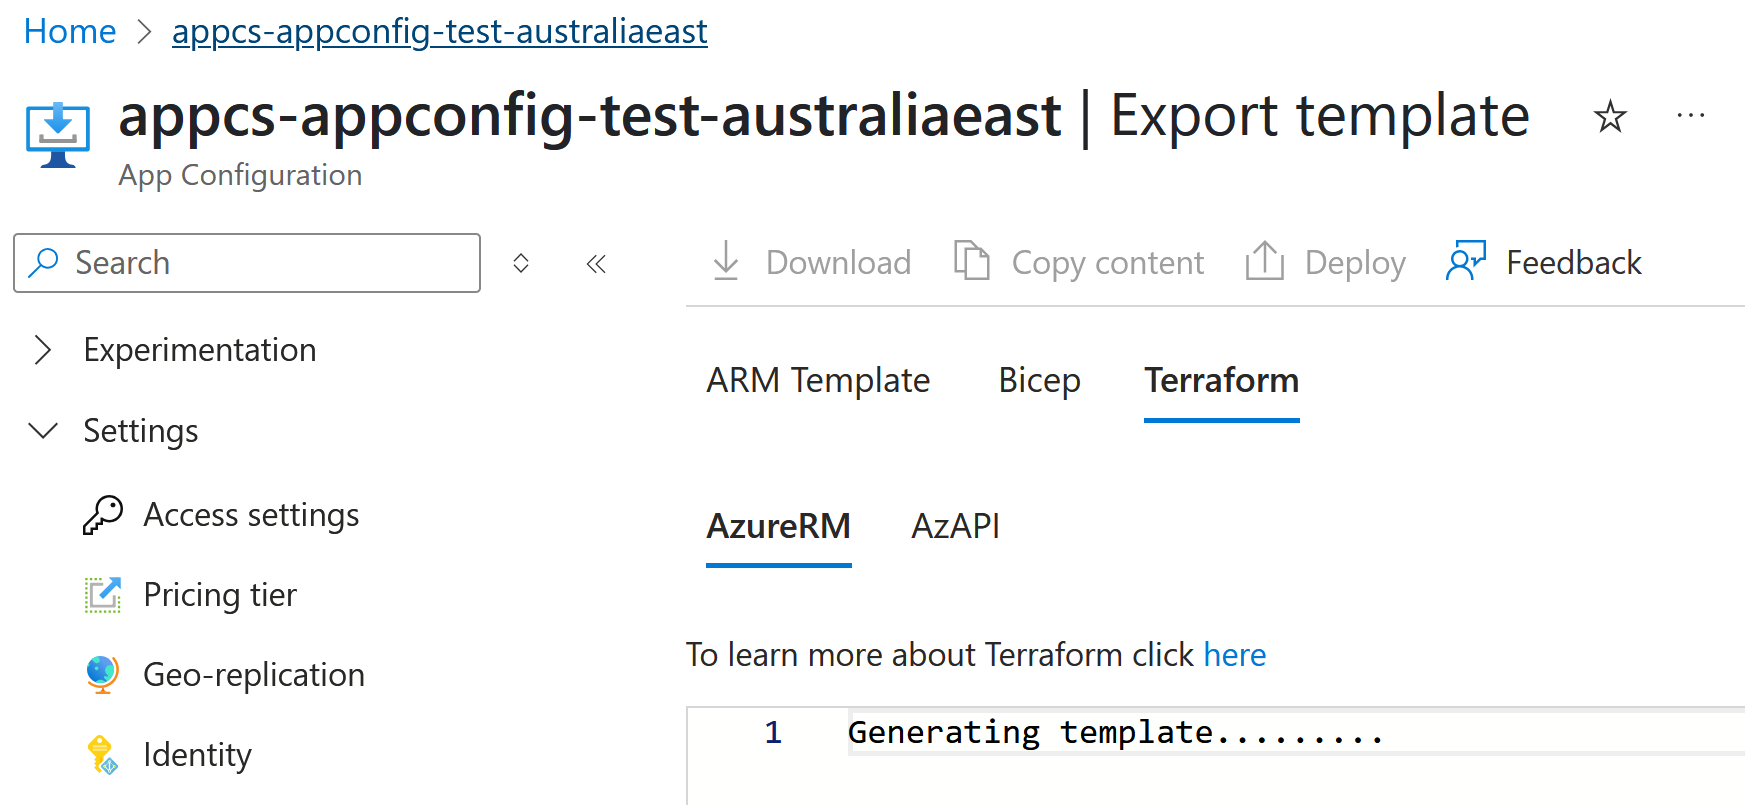 Home > appcs-appconfig-test-australiaeast
appcs-appconfig-test-australiaeast | Export template
App Configuration
Search
Download Copy content Deploy Feedback
Experimentation
Settings
Access settings
Pricing tier
Geo-replication
Identity
ARM Template Bicep Terraform
AzureRM AzAPI
To learn more about Terraform click here
1 Generating template.........